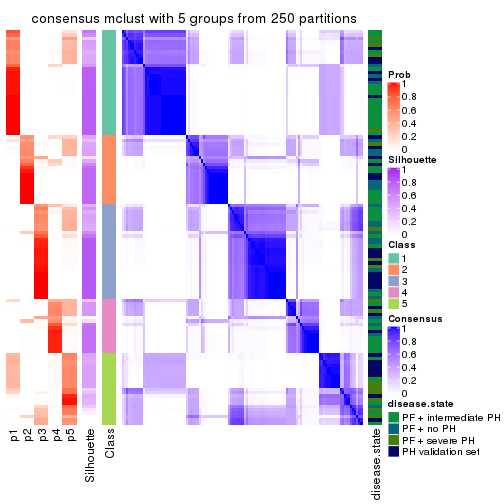 consensus mclust with 5 groups from 250 partitions
Prob
1
0.8
0.6
0.4
0.2
0
Silhouette
1
0.8
0.6
0.4
0.2
0
Class
1
2
3
4
5
Consensus
1
0.8
0.6
0.4
0.2
0
disease.state
PF + intermediate PH
PF + no PH
PF + severe PH
PH validation set
p1
p2
p3
p4
p5
Silhouette
Class
disease.state